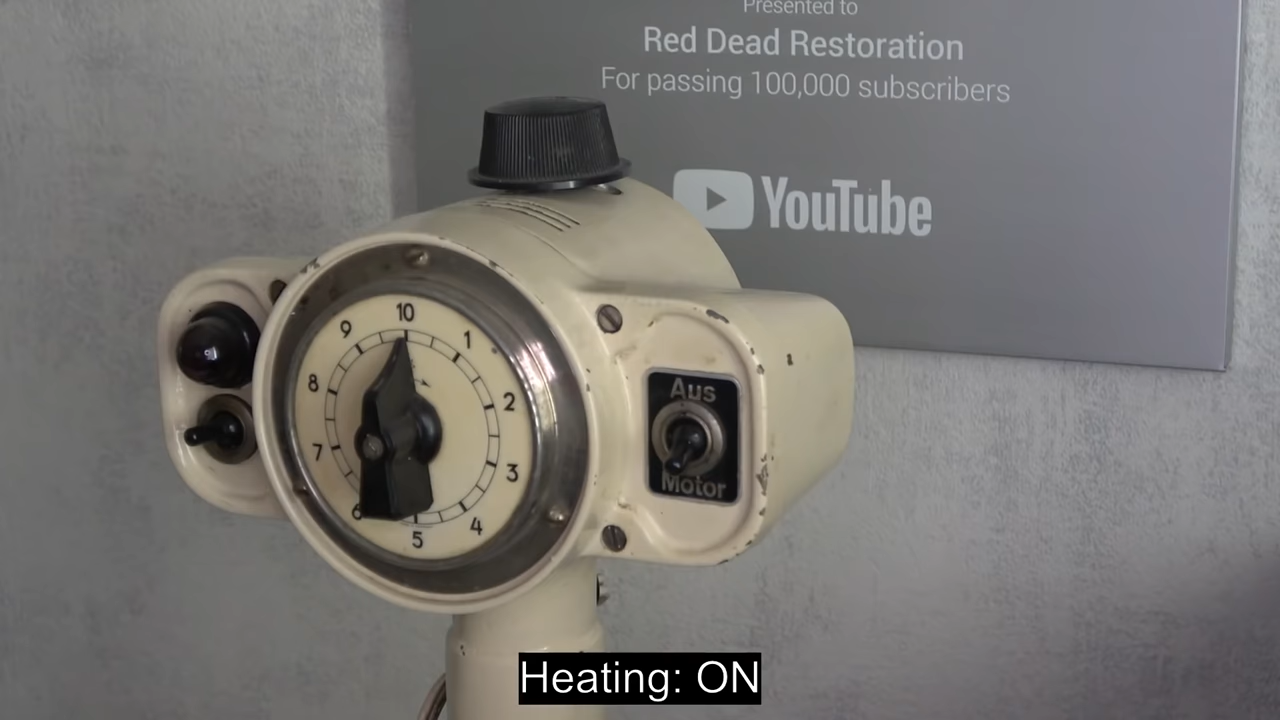 Presented to
Red Dead Restoration
For passing 100,000 subscribers
YouTube
10
1
2
3
4
5
6
7
8
9
Aus
Motor
Heating: ON